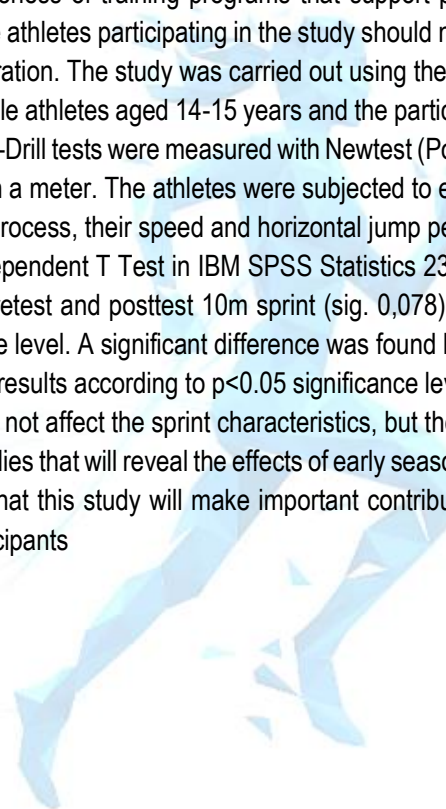 of training programs that support p
athletes participating in the study should
ration. The study was carried out using the
le athletes aged 14-15 years and the partic
-Drill tests were measured with Newtest (Po
a meter. The athletes were subjected to e
rocess, their speed and horizontal jump pe
ependent T Test in IBM SPSS Statistics 23
retest and posttest 10m sprint (sig. 0,078)
e level. A significant difference was found
results according to p<0.05 significance lev
not affect the sprint characteristics, but the
lies that will reveal the effects of early seaso
hat this study will make important contribu
cipants